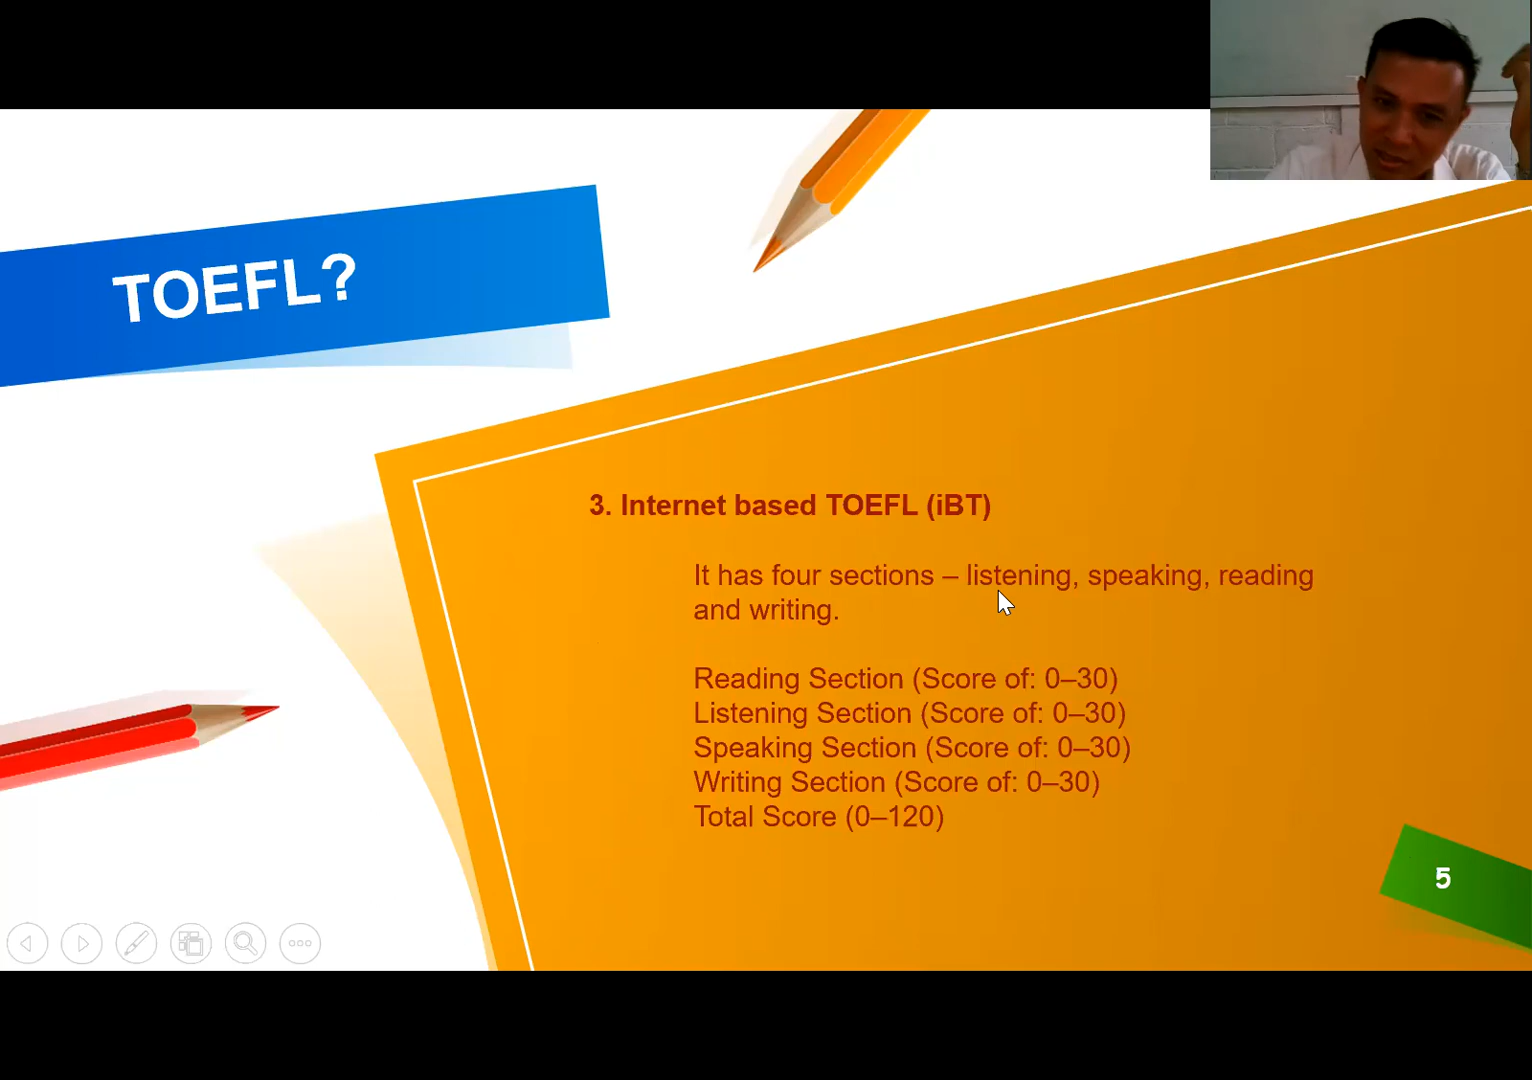 TOEFL?
3. Internet based TOEFL (iBT)
It has four sections – listening, speaking, reading
and writing.
Reading Section (Score of: 0–30)
Listening Section (Score of: 0–30)
Speaking Section (Score of: 0–30)
Writing Section (Score of: 0–30)
Total Score (0–120)
5